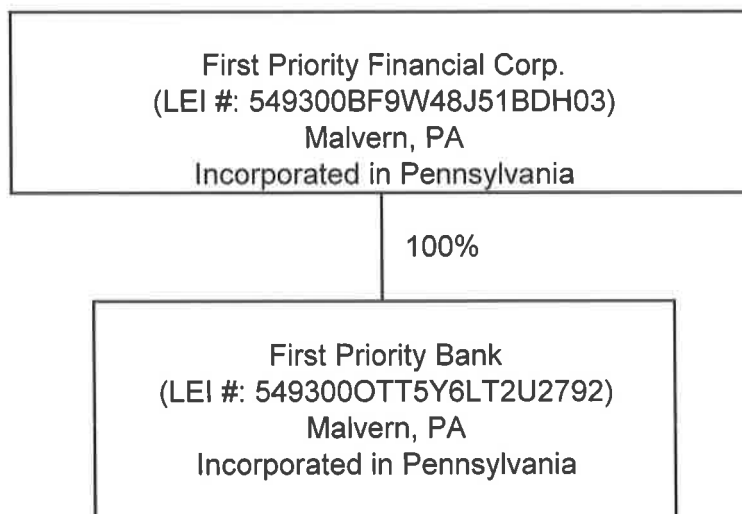 First Priority Financial Corp.
(LEI #: 549300BF9W48J51BDH03)
Malvern, PA
Incorporated in Pennsylvania
100%
First Priority Bank
(LEI #: 549300OTT5Y6LT2U2792)
Malvern, PA
Incorporated in Pennsylvania